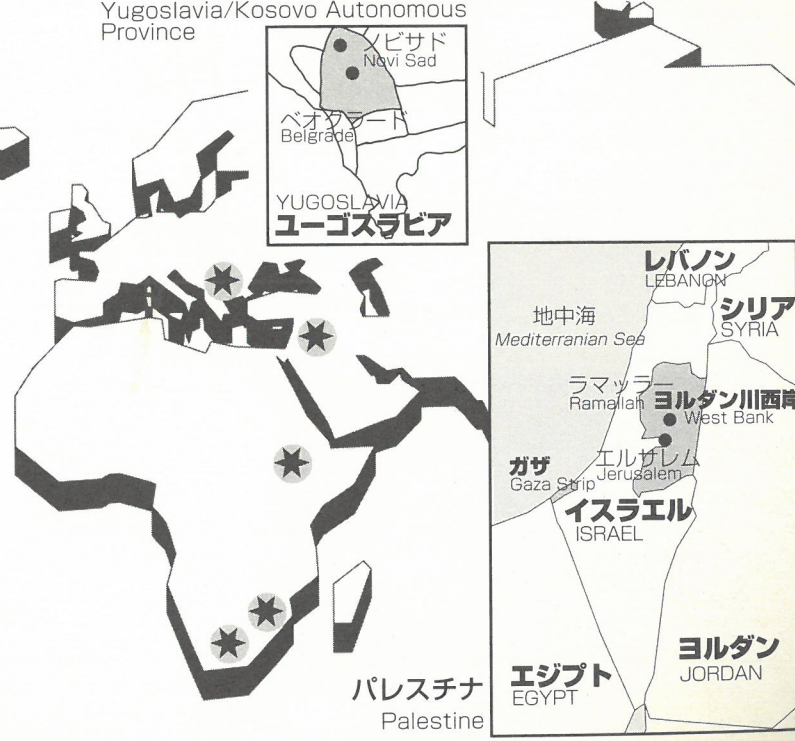 Yugoslavia/Kosovo Autonomous
Province
ノビサド
Novi Sad
ベオグラード
Belgrade
YUGOSLAVIA
ユーゴスラビア
レバノン
LEBANON
シリア
SYRIA
地中海
Mediterranian Sea
ラマッラー
Ramallah
ヨルダン川西岸
West Bank
ガザ
Gaza Strip
エルサレム
Jerusalem
イスラエル
ISRAEL
ヨルダン
JORDAN
エジプト
EGYPT
パレスチナ
Palestine